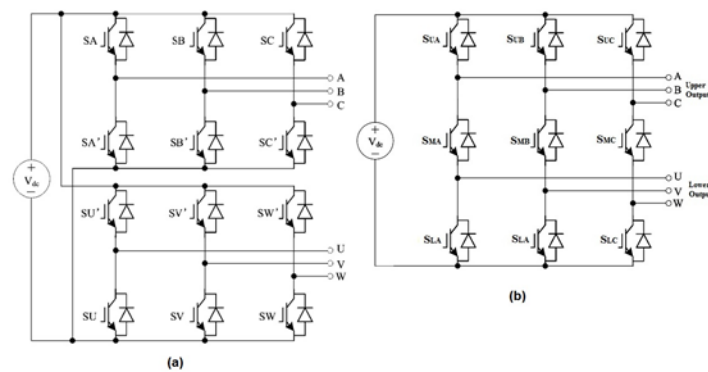 SA SB SC
A
B
C
SA' SB' SC'
+
Vdc
−
SU' SV' SW'
U
V
W
SU SV SW
(a)
SUA SUB SUC
A
B Upper Output
C
SMA SMB SMC
+
Vdc
−
U
V Lower Output
W
SLA SLA SLC
(b)